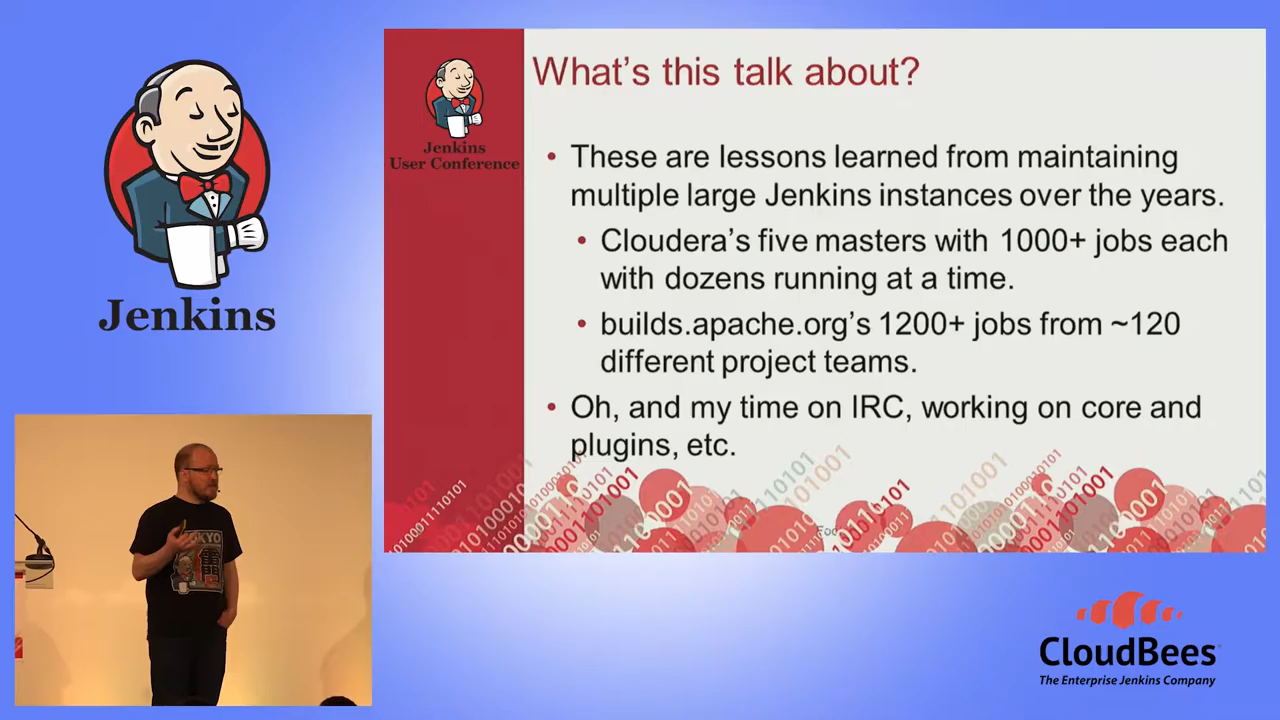 Jenkins
Jenkins
User Conference
What's this talk about?
• These are lessons learned from maintaining
multiple large Jenkins instances over the years.
• Cloudera's five masters with 1000+ jobs each
with dozens running at a time.
• builds.apache.org's 1200+ jobs from ~120
different project teams.
• Oh, and my time on IRC, working on core and
plugins, etc.
TOKYO
CloudBees
The Enterprise Jenkins Company